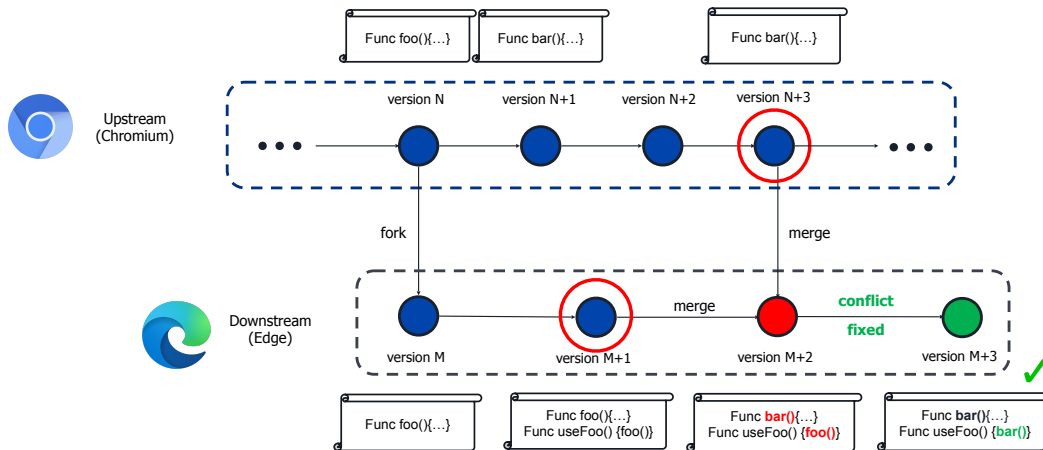 Func foo(){…}
Func bar(){…}
Func bar(){…}
version N
version N+1
version N+2
version N+3
Upstream
(Chromium)
fork
merge
Downstream
(Edge)
merge
conflict
fixed
version M
version M+1
version M+2
version M+3
Func foo(){…}
Func foo(){…}
Func useFoo() {foo()}
Func bar(){…}
Func useFoo() {foo()}
Func bar(){…}
Func useFoo() {bar()}